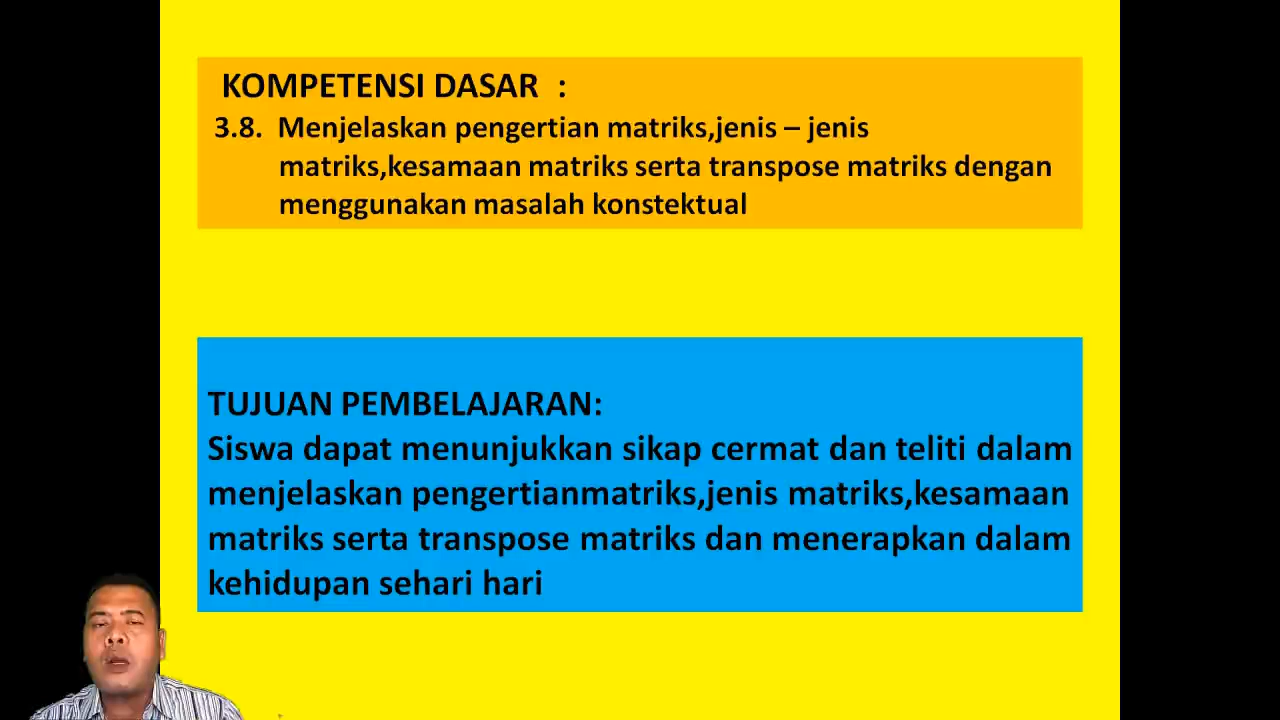 KOMPETENSI DASAR :
3.8. Menjelaskan pengertian matriks,jenis – jenis
matriks,kesamaan matriks serta transpose matriks dengan
menggunakan masalah konstektual
TUJUAN PEMBELAJARAN:
Siswa dapat menunjukkan sikap cermat dan teliti dalam
menjelaskan pengertianmatriks,jenis matriks,kesamaan
matriks serta transpose matriks dan menerapkan dalam
kehidupan sehari hari